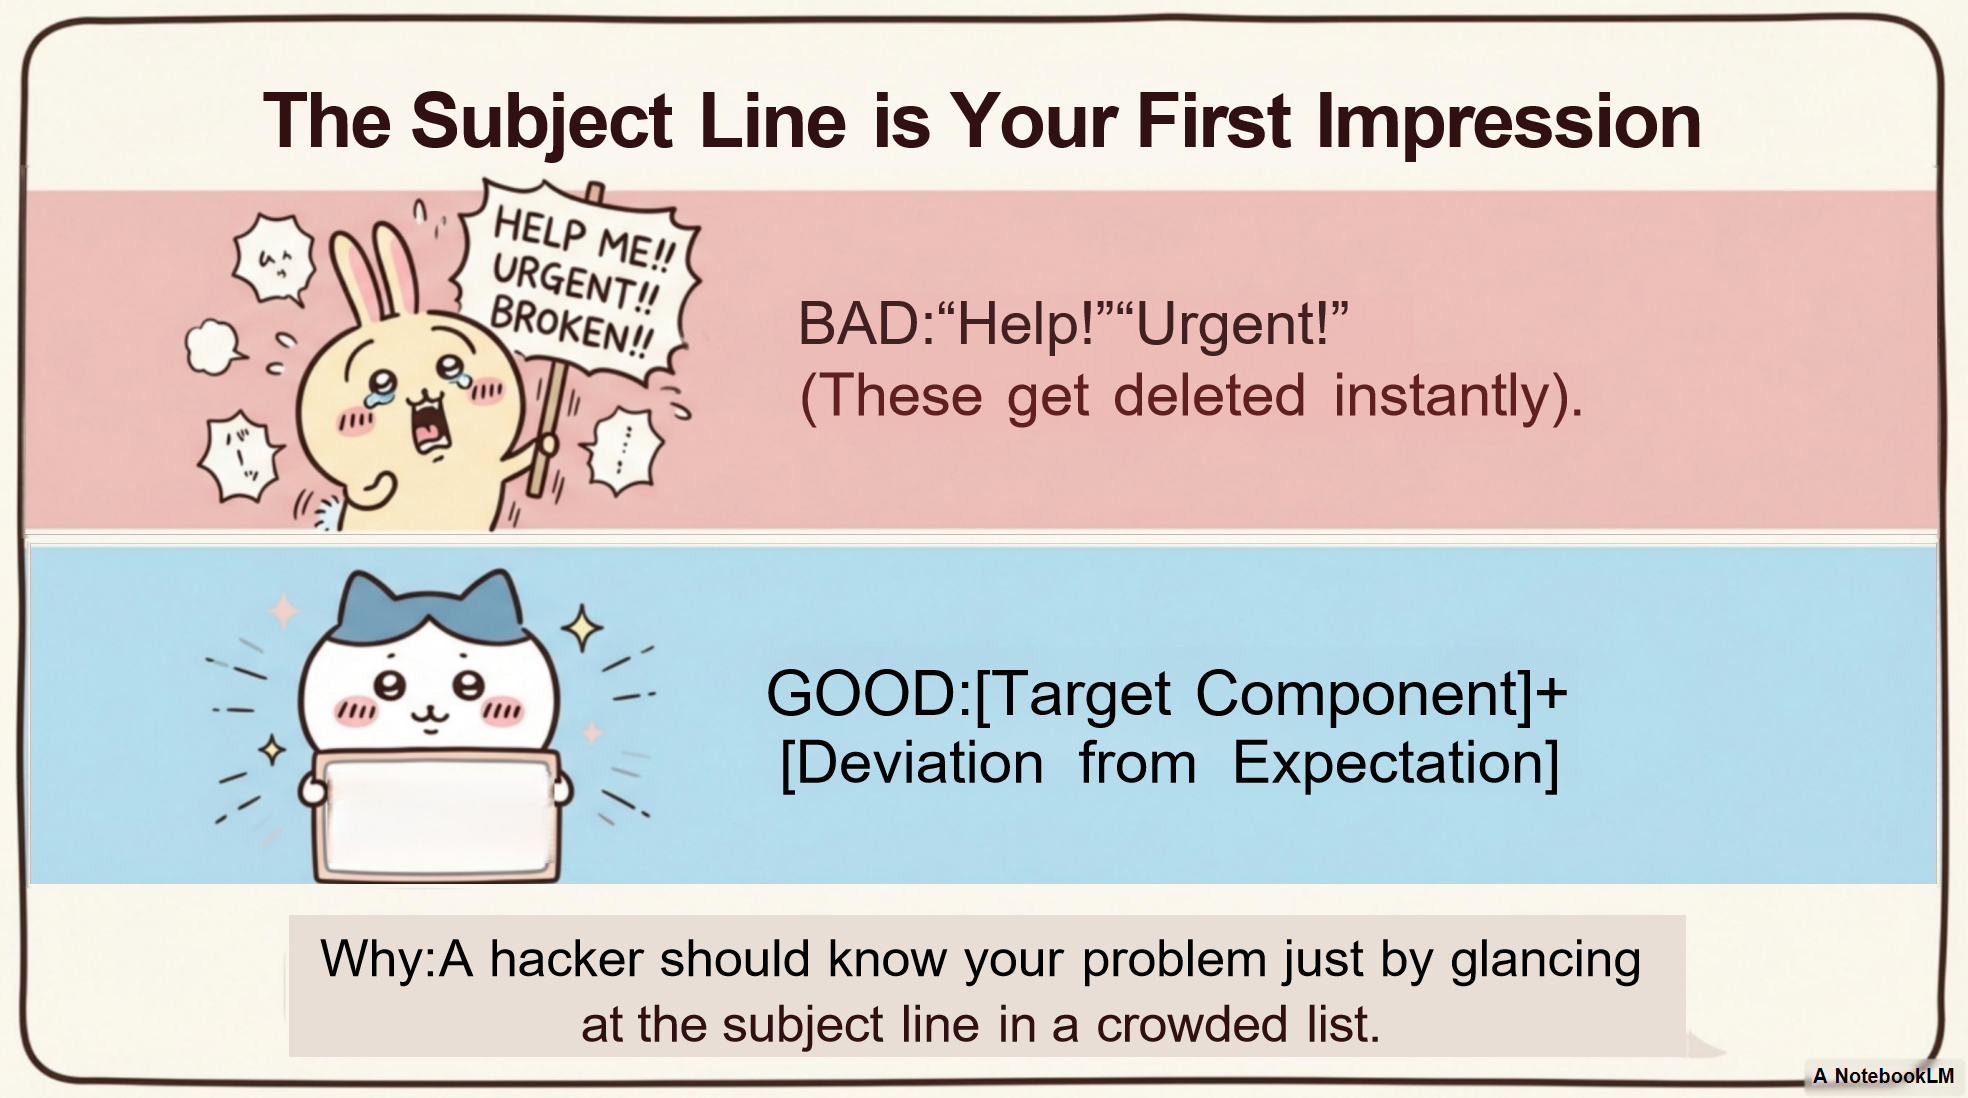 The Subject Line is Your First Impression
HELP ME!!
URGENT!!
BROKEN!!
BAD:“Help!”“Urgent!”
(These get deleted instantly).
GOOD:[Target Component]+
[Deviation from Expectation]
Why:A hacker should know your problem just by glancing
at the subject line in a crowded list.
A NotebookLM